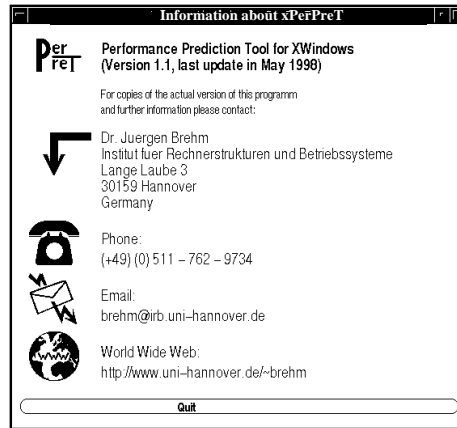 Information about xPerPreT
Per
PreT
Performance Prediction Tool for XWindows
(Version 1.1, last update in May 1998)
For copies of the actual version of this programm
and further information please contact:
Dr. Juergen Brehm
Institut fuer Rechnerstrukturen und Betriebssysteme
Lange Laube 3
30159 Hannover
Germany
Phone:
(+49) (0) 511 – 762 – 9734
Email:
brehm@irb.uni–hannover.de
World Wide Web:
http://www.uni–hannover.de/~brehm
Quit